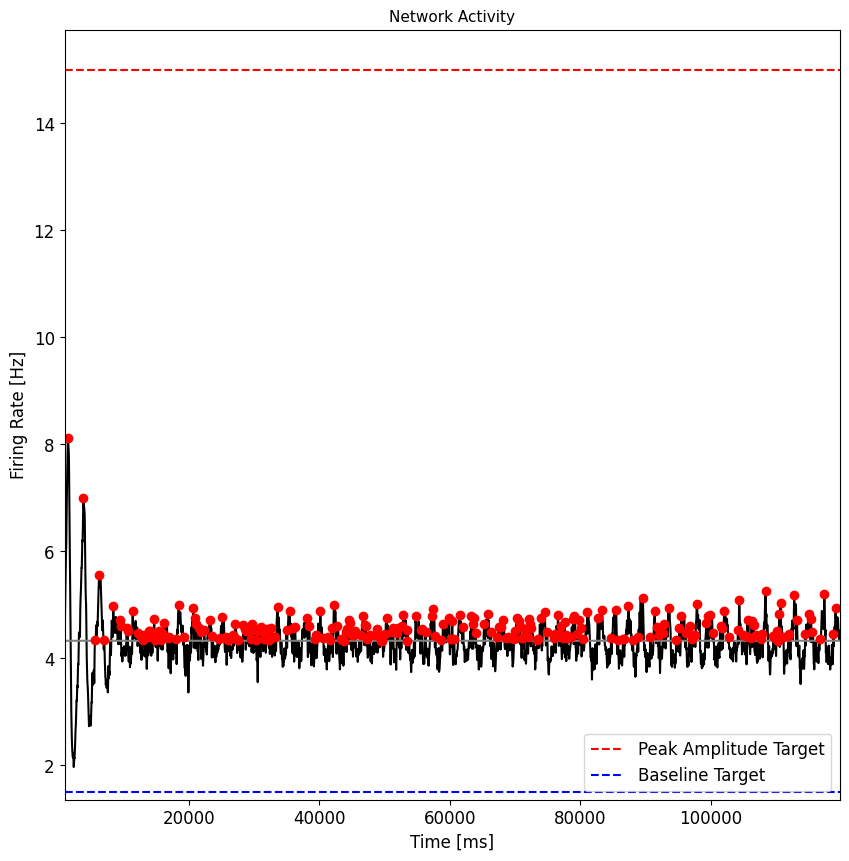 Network Activity
14
12
10
8
6
4
2
Firing Rate [Hz]
Peak Amplitude Target
Baseline Target
20000 40000 60000 80000 100000
Time [ms]